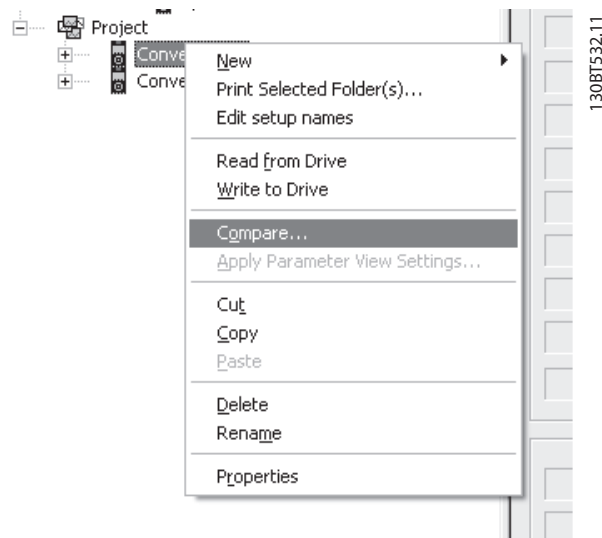 Project
Conve
Conve
New
Print Selected Folder(s)...
Edit setup names
Read from Drive
Write to Drive
Compare...
Apply Parameter View Settings...
Cut
Copy
Paste
Delete
Rename
Properties
130BT532.11